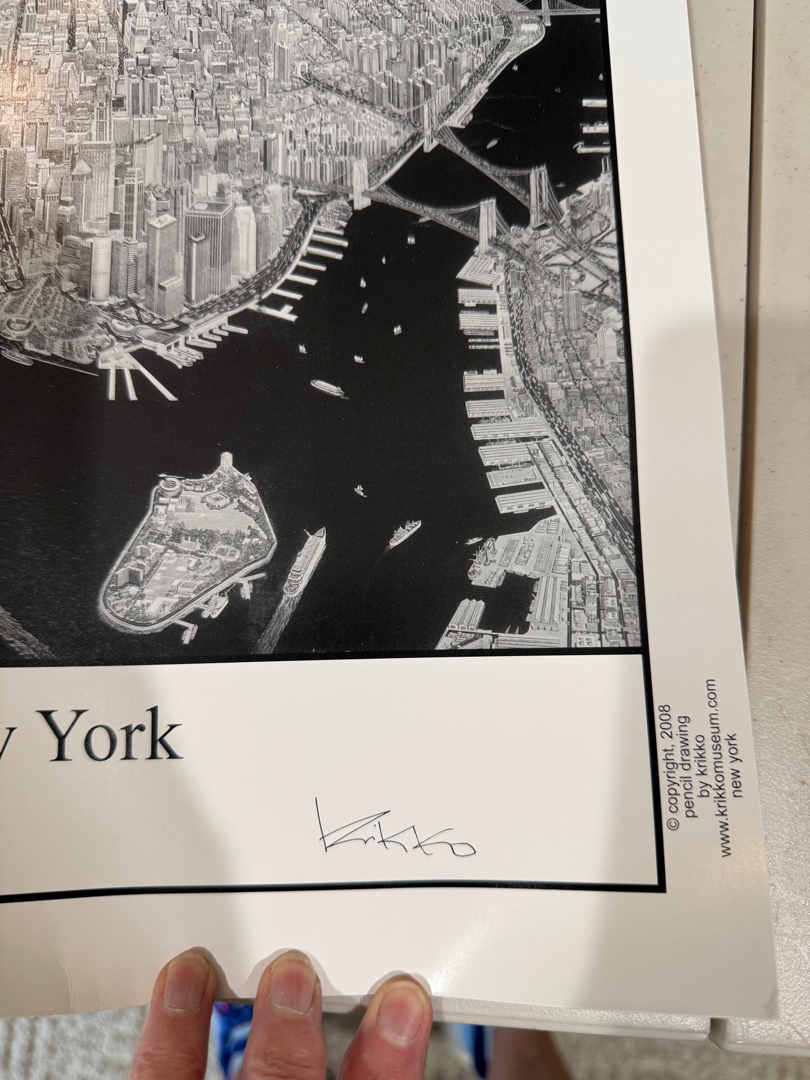 York
Krikko
© copyright, 2008
pencil drawing
by krikko
www.krikkomuseum.com
new york